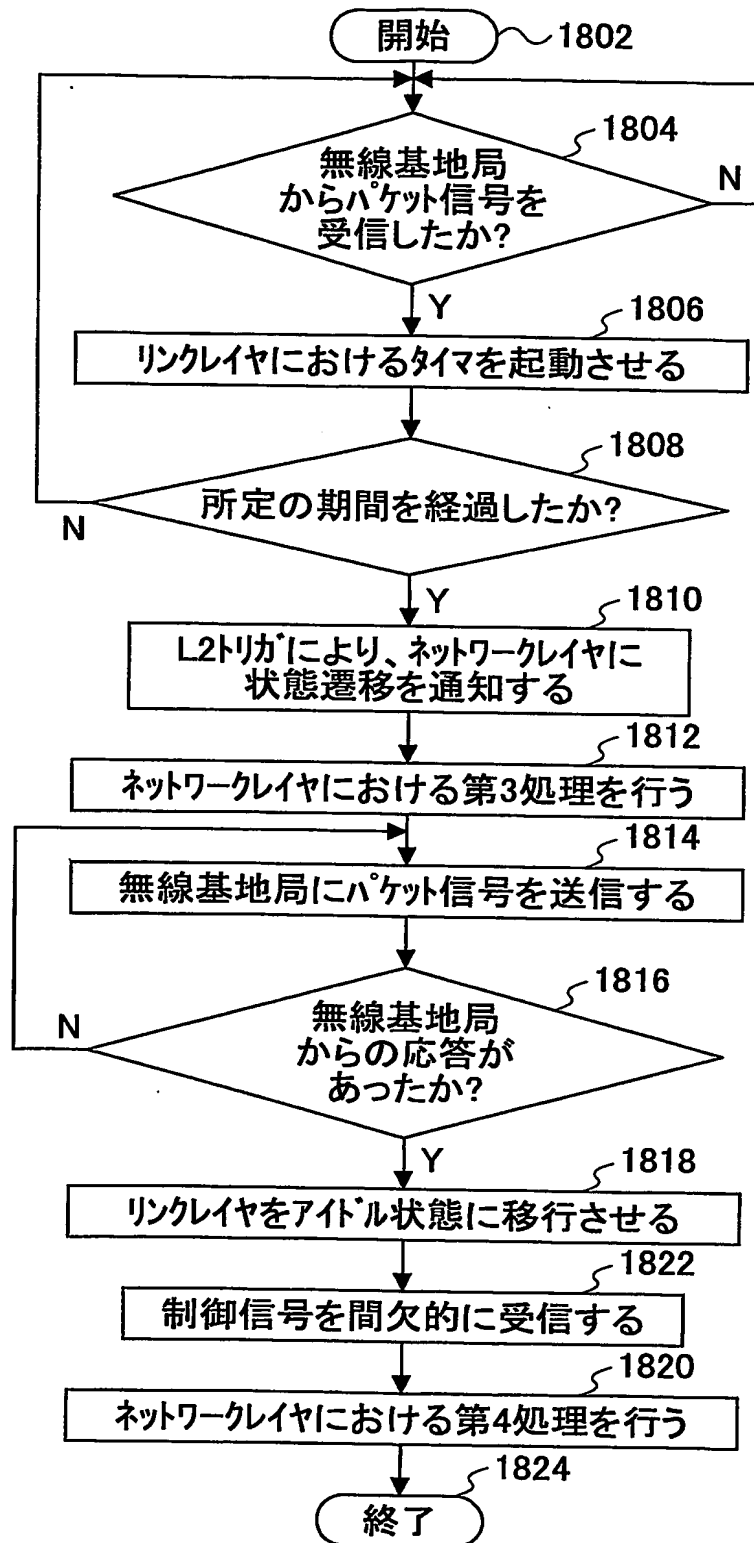 開始
1802
1804
無線基地局
からパケット信号を
受信したか?
N
Y
1806
リンクレイヤにおけるタイマを起動させる
1808
所定の期間を経過したか?
N
Y
1810
L2トリガにより、ネットワークレイヤに
状態遷移を通知する
1812
ネットワークレイヤにおける第3処理を行う
1814
無線基地局にパケット信号を送信する
1816
無線基地局
からの応答が
あったか?
N
Y
1818
リンクレイヤをアイドル状態に移行させる
1822
制御信号を間欠的に受信する
1820
ネットワークレイヤにおける第4処理を行う
1824
終了